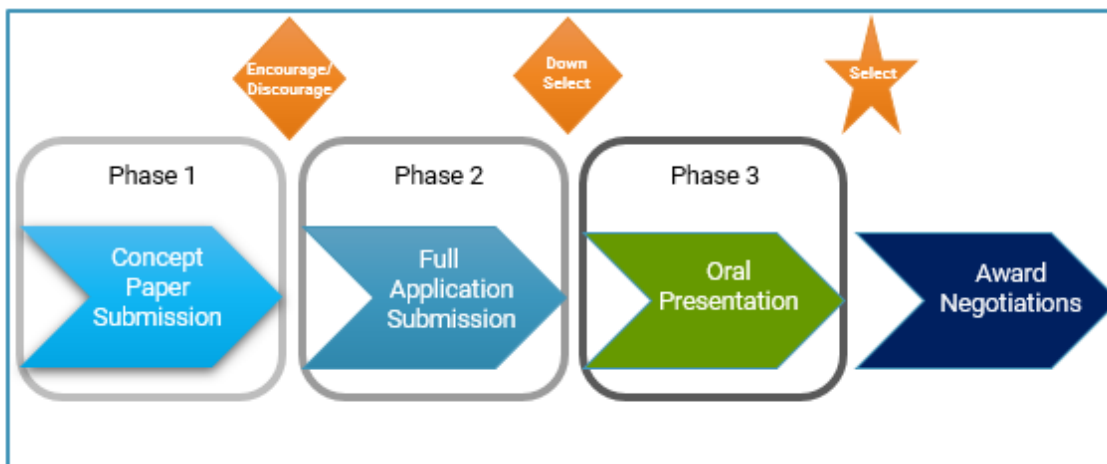 Encourage/
Discourage
Down
Select
Select
Phase 1
Phase 2
Phase 3
Concept
Paper
Submission
Full
Application
Submission
Oral
Presentation
Award
Negotiations